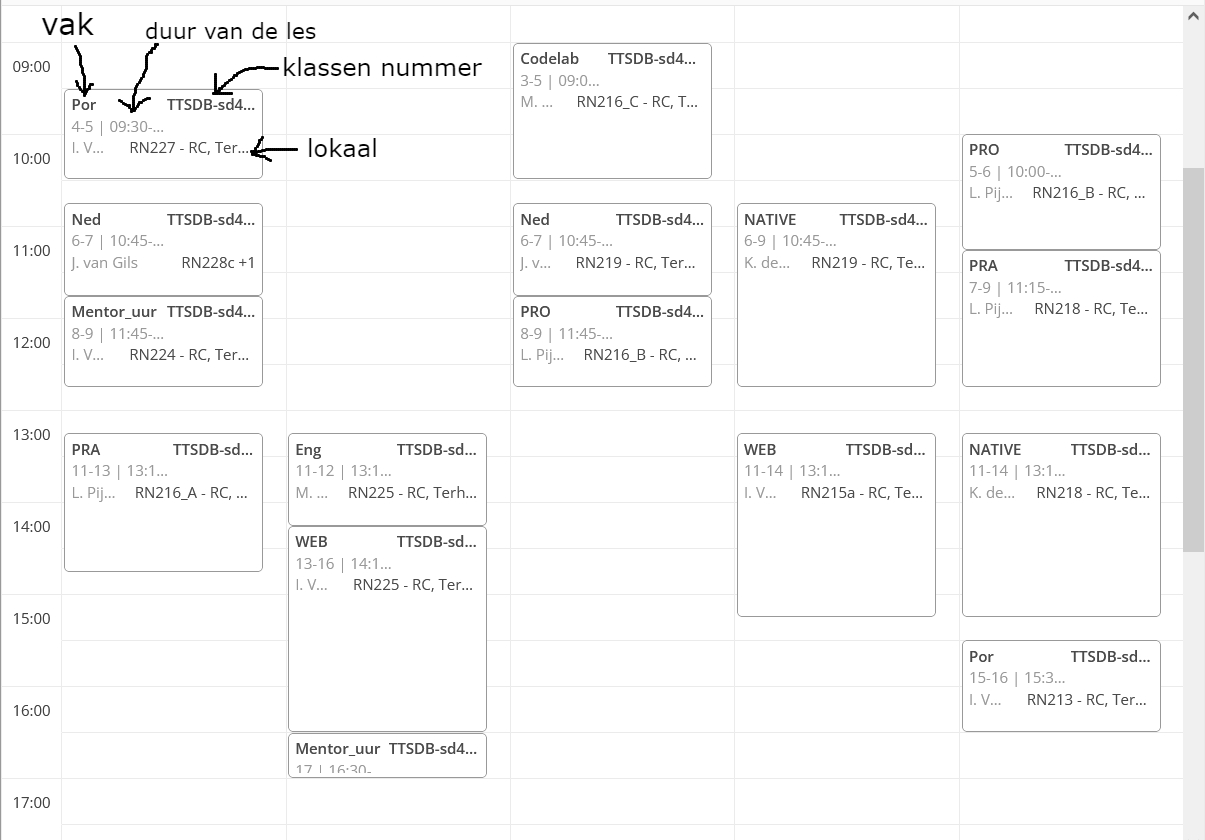 vak
duur van de les
klassen nummer
lokaal
09:00
10:00
11:00
12:00
13:00
14:00
15:00
16:00
17:00
Por TTSDB-sd4...
4-5 | 09:30-...
I. V... RN227 - RC, Ter...
Ned TTSDB-sd4...
6-7 | 10:45-...
J. van Gils RN228c +1
Mentor_uur TTSDB-sd4...
8-9 | 11:45-...
I. V... RN224 - RC, Ter...
PRA TTSDB-sd...
11-13 | 13:1...
L. Pij... RN216_A - RC, ...
Eng TTSDB-sd...
11-12 | 13:1...
M. ... RN225 - RC, Terh...
WEB TTSDB-sd...
13-16 | 14:1...
I. V... RN225 - RC, Ter...
Mentor_uur TTSDB-sd4...
17 | 16:30-
Codelab TTSDB-sd4...
3-5 | 09:0...
M. ... RN216_C - RC, T...
Ned TTSDB-sd4...
6-7 | 10:45-...
J. v... RN219 - RC, Ter...
PRO TTSDB-sd4...
8-9 | 11:45-...
L. Pij... RN216_B - RC, ...
NATIVE TTSDB-sd4...
6-9 | 10:45-...
K. de... RN219 - RC, Te...
WEB TTSDB-sd...
11-14 | 13:1...
I. V... RN215a - RC, Te...
PRO TTSDB-sd4...
5-6 | 10:00-...
L. Pij... RN216_B - RC, ...
PRA TTSDB-sd4...
7-9 | 11:15-...
L. Pij... RN218 - RC, Te...
NATIVE TTSDB-sd...
11-14 | 13:1...
K. de... RN218 - RC, Te...
Por TTSDB-sd...
15-16 | 15:3...
I. V... RN213 - RC, Ter...